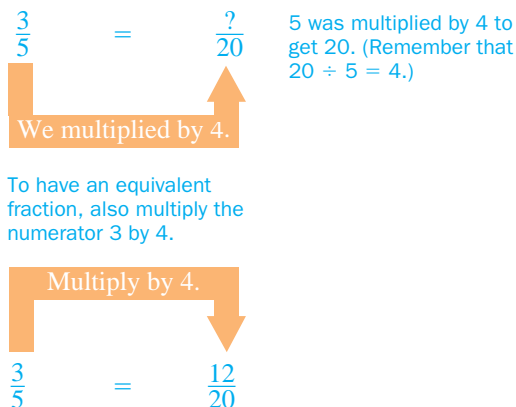 3/5 = ?/20
5 was multiplied by 4 to
get 20. (Remember that
20 ÷ 5 = 4.)
We multiplied by 4.
To have an equivalent
fraction, also multiply the
numerator 3 by 4.
Multiply by 4.
3/5 = 12/20